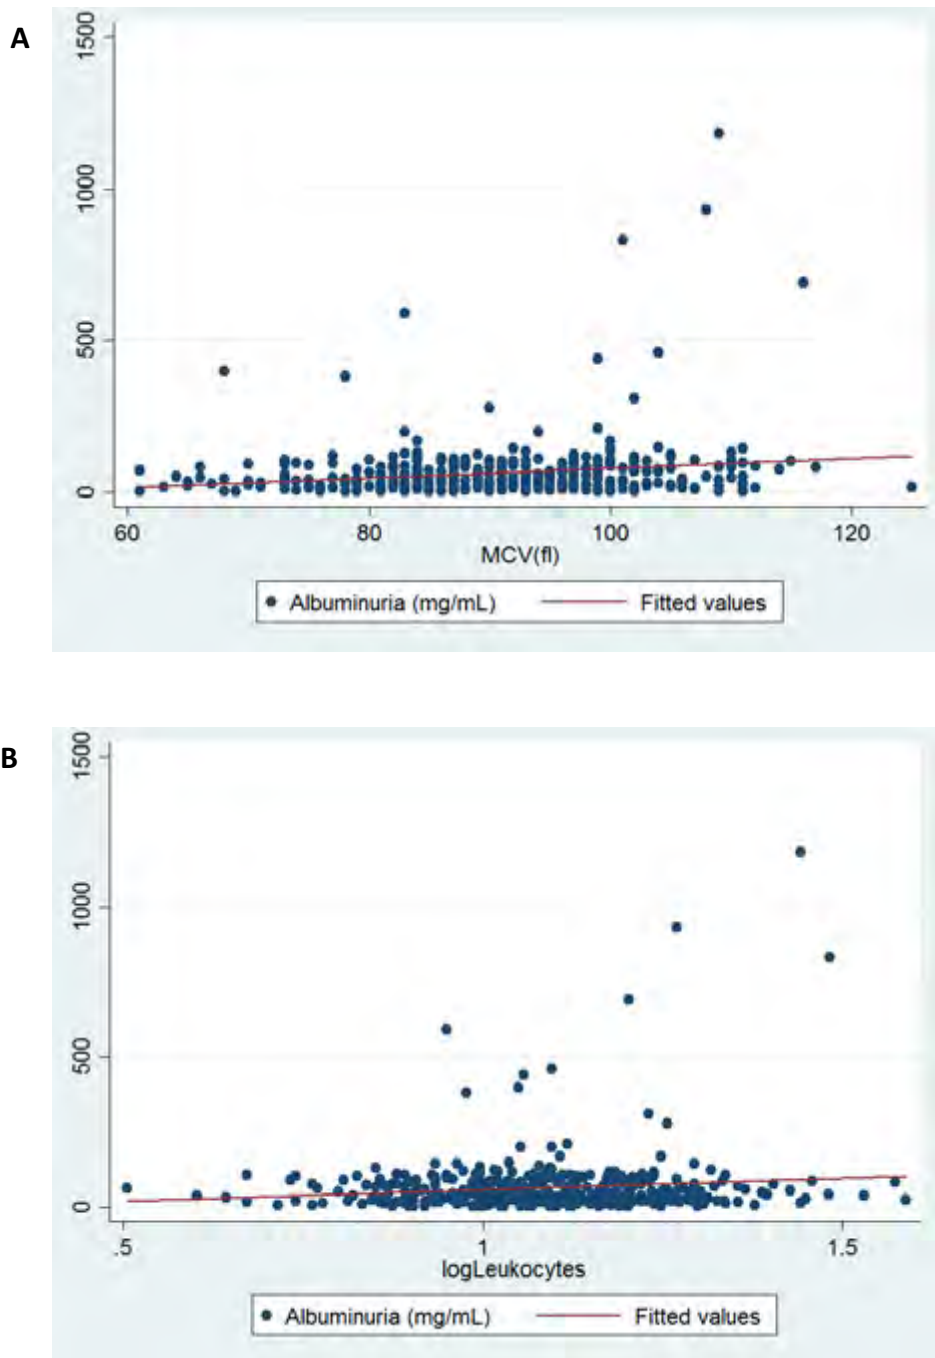 A
1500
1000
500
0
60 80 100 120
MCV(fl)
Albuminuria (mg/mL) Fitted values
B
1500
1000
500
0
.5 1 1.5
logLeukocytes
Albuminuria (mg/mL) Fitted values